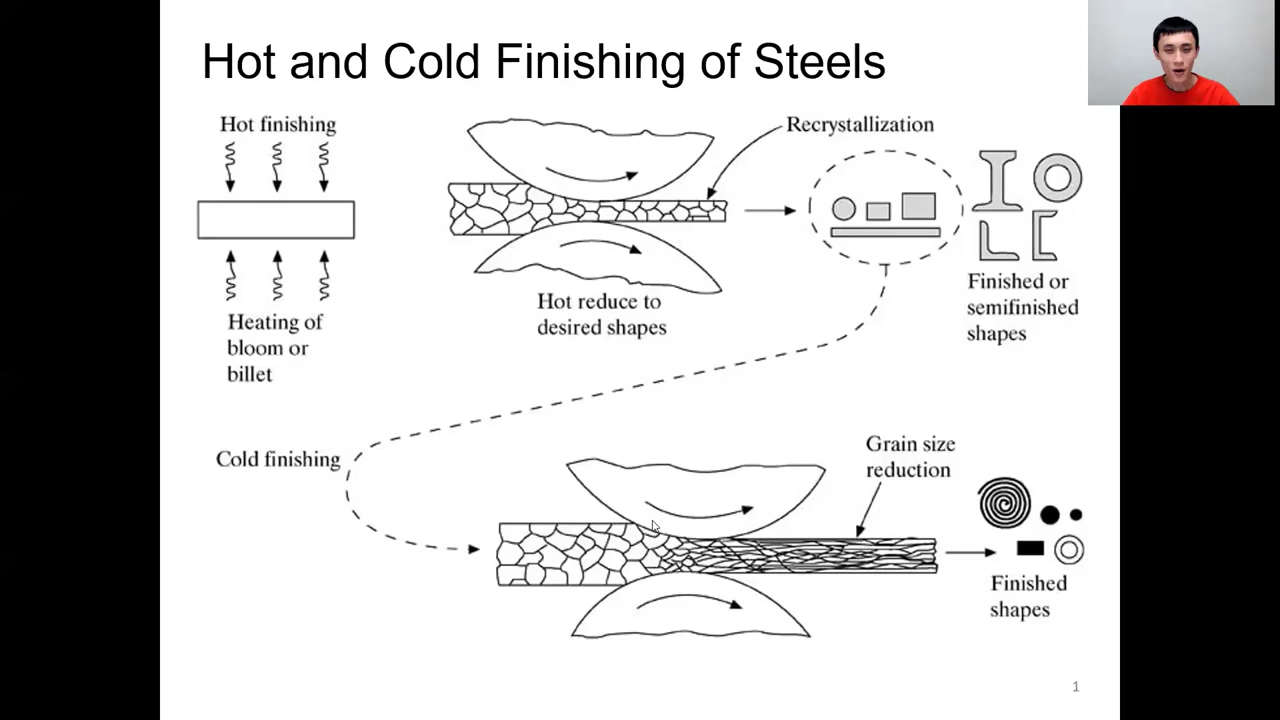 Hot and Cold Finishing of Steels
Hot finishing
Recrystallization
Hot reduce to
desired shapes
Finished or
semifinished
shapes
Heating of
bloom or
billet
Cold finishing
Grain size
reduction
Finished
shapes
1